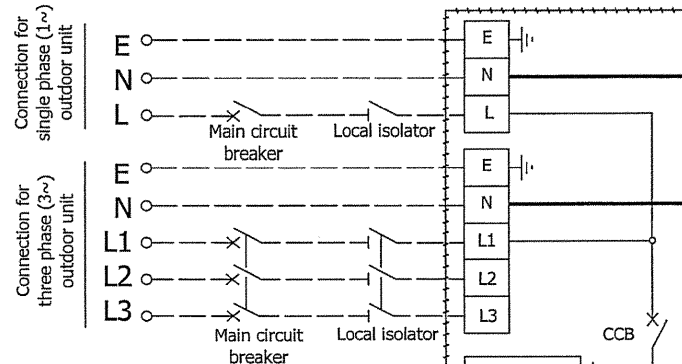 Connection for
single phase (1~)
outdoor unit
E
N
L
Main circuit
breaker
Local isolator
E
N
L
Connection for
three phase (3~)
outdoor unit
E
N
L1
L2
L3
Main circuit
breaker
Local isolator
E
N
L1
L2
L3
CCB